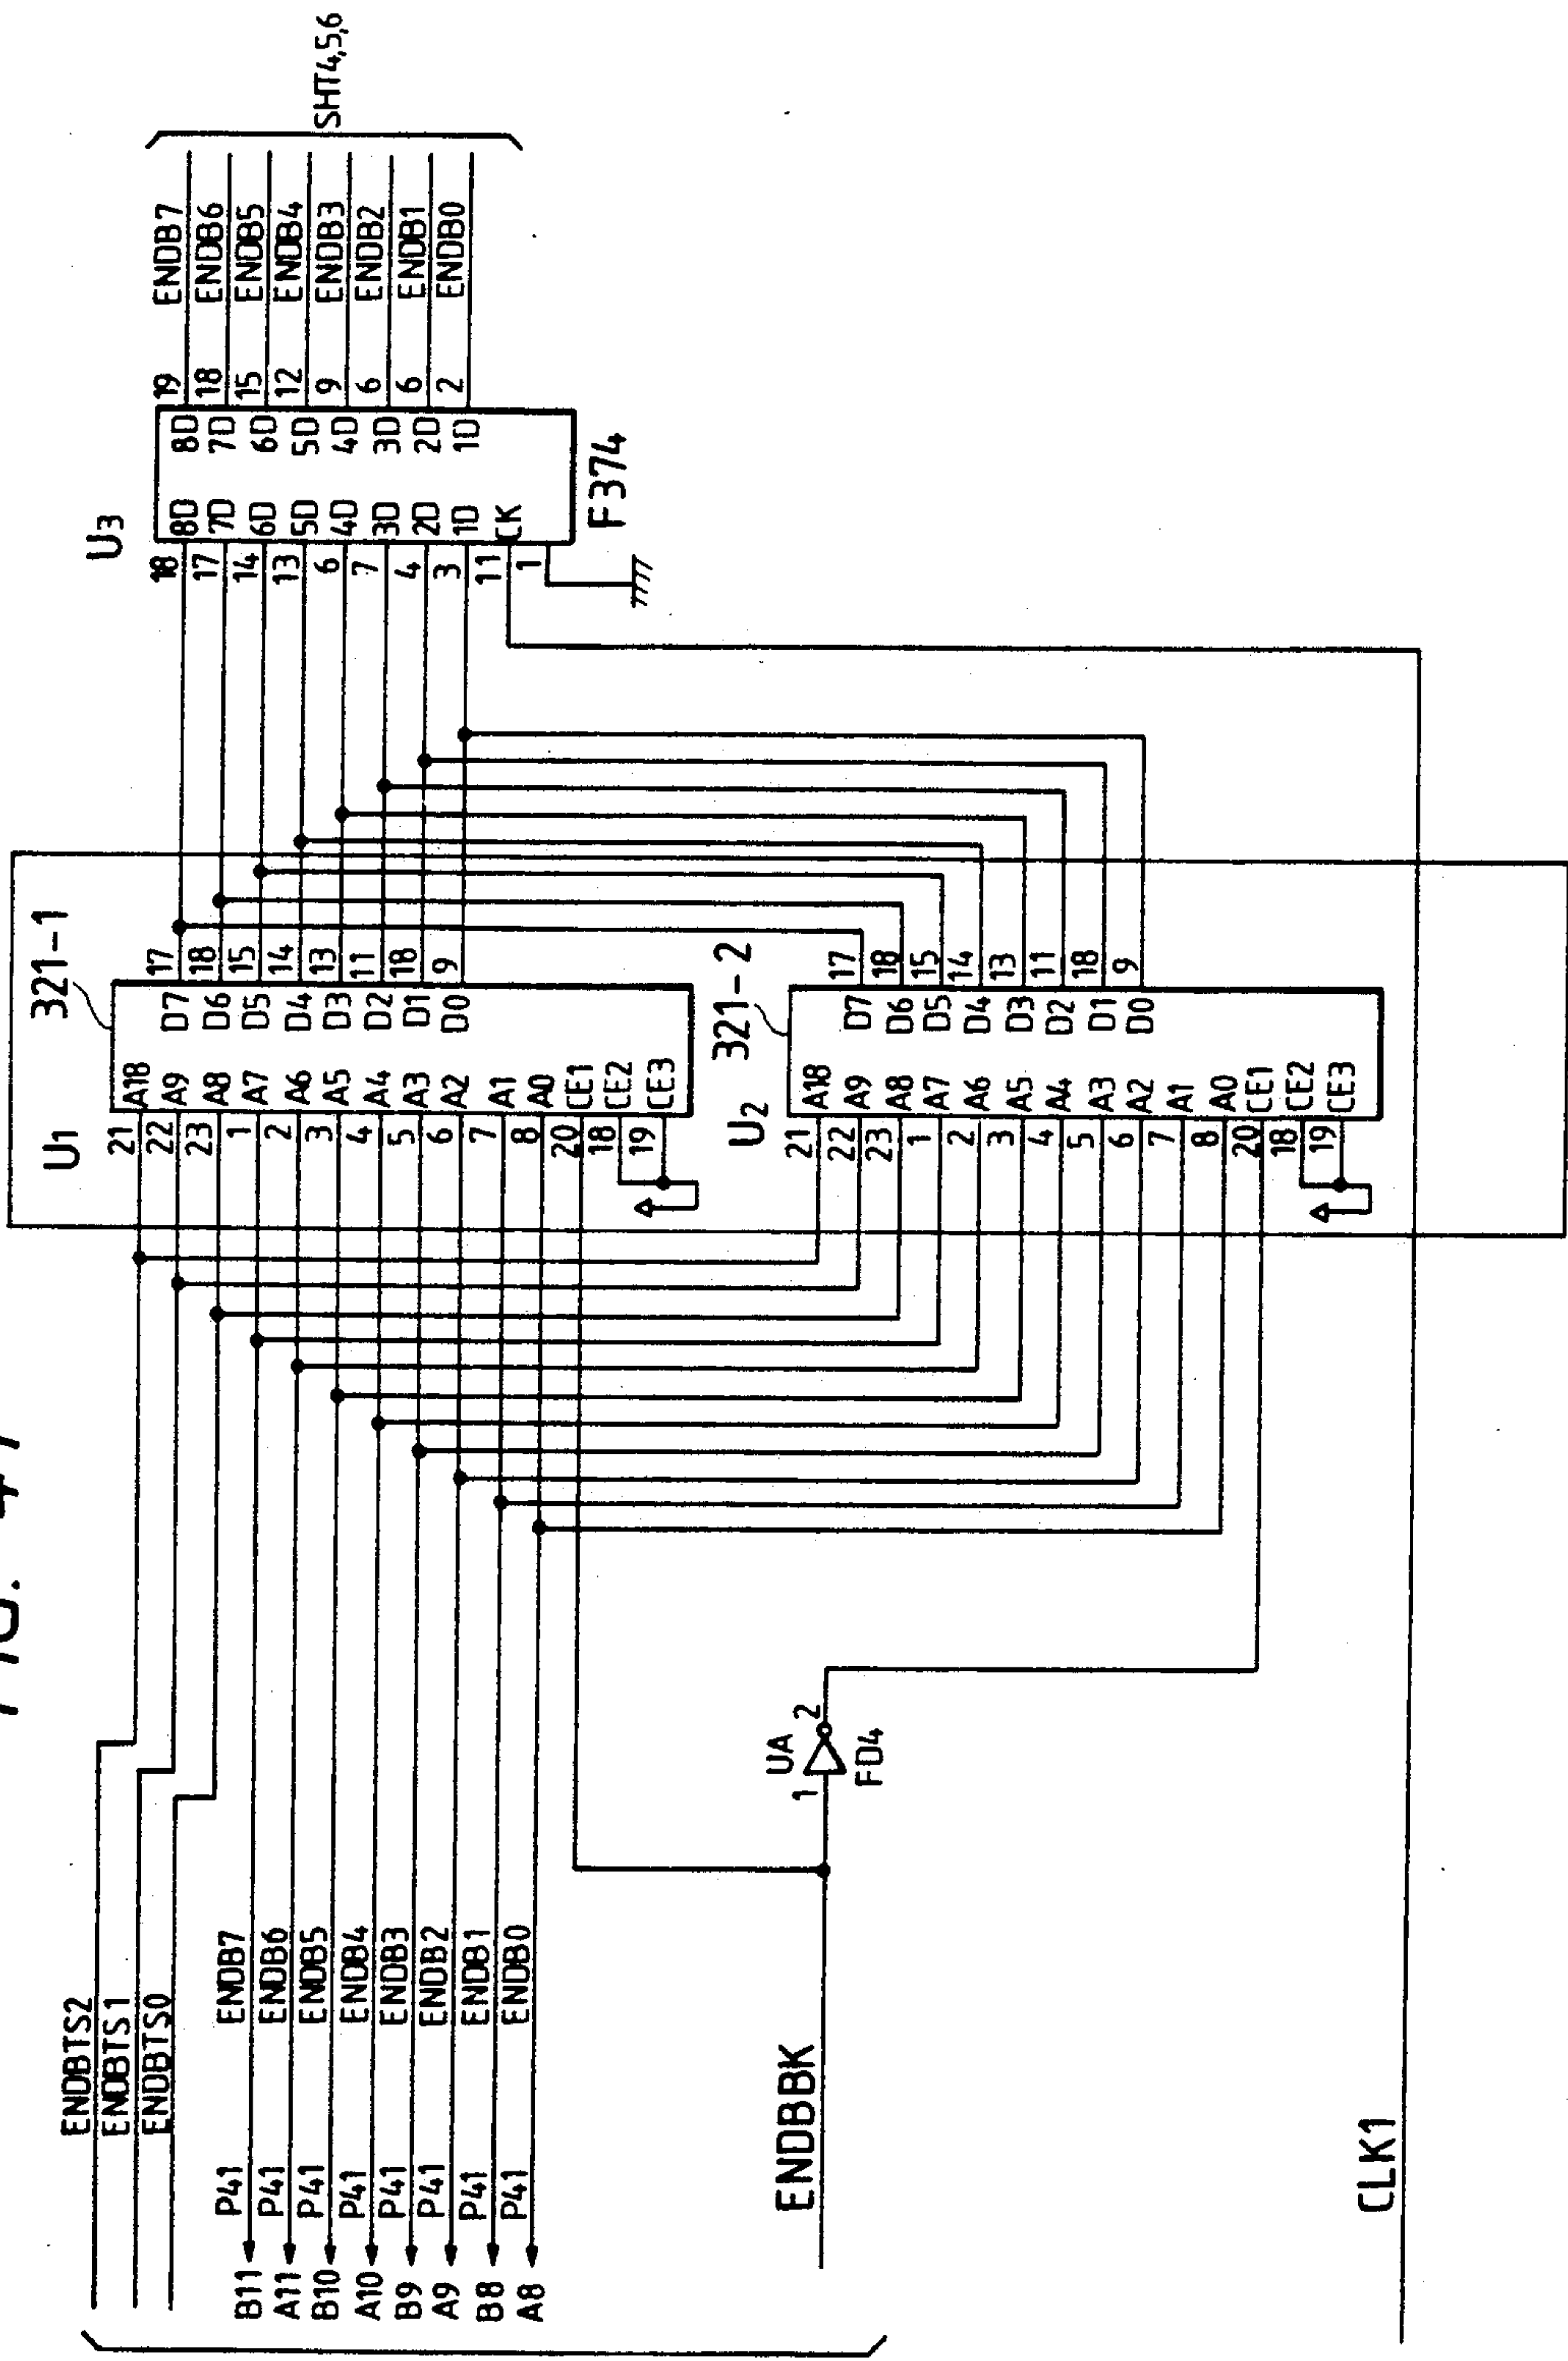 FIG. 47
ENDBTS2
ENDBTS1
ENDBTS0
B11 P41 ENDB7
A11 P41 ENDB6
B10 P41 ENDB5
A10 P41 ENDB4
B9 P41 ENDB3
A9 P41 ENDB2
B8 P41 ENDB1
A8 P41 ENDB0
ENDBBK
1 UA 2
FD4
CLK1
U1
321-1
21 A18
22 A9 D7 17
23 A8 D6 18
1 A7 D5 15
2 A6 D4 14
3 A5 D3 13
4 A4 D2 11
5 A3 D1 18
6 A2 D0 9
7 A1
8 A0
20 CE1
18 CE2
19 CE3
U2
321-2
21 A18
22 A9 D7 17
23 A8 D6 18
1 A7 D5 15
2 A6 D4 14
3 A5 D3 13
4 A4 D2 11
5 A3 D1 18
6 A2 D0 9
7 A1
8 A0
20 CE1
18 CE2
19 CE3
U3
18 8D 8D 19 ENDB7
17 7D 7D 18 ENDB6
14 6D 6D 15 ENDB5
13 5D 5D 12 ENDB4
6 4D 4D 9 ENDB3
7 3D 3D 6 ENDB2
4 2D 2D 6 ENDB1
3 1D 1D 2 ENDB0
11 CK
1
F374
SHT4,5,6